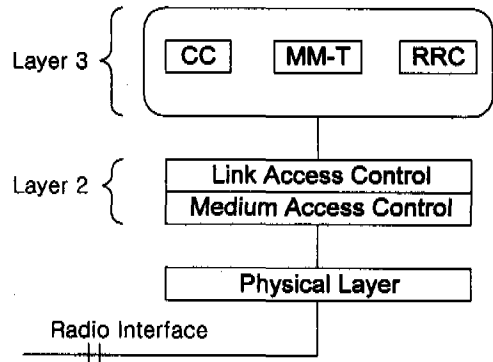 Layer 3
CC
MM-T
RRC
Layer 2
Link Access Control
Medium Access Control
Physical Layer
Radio Interface